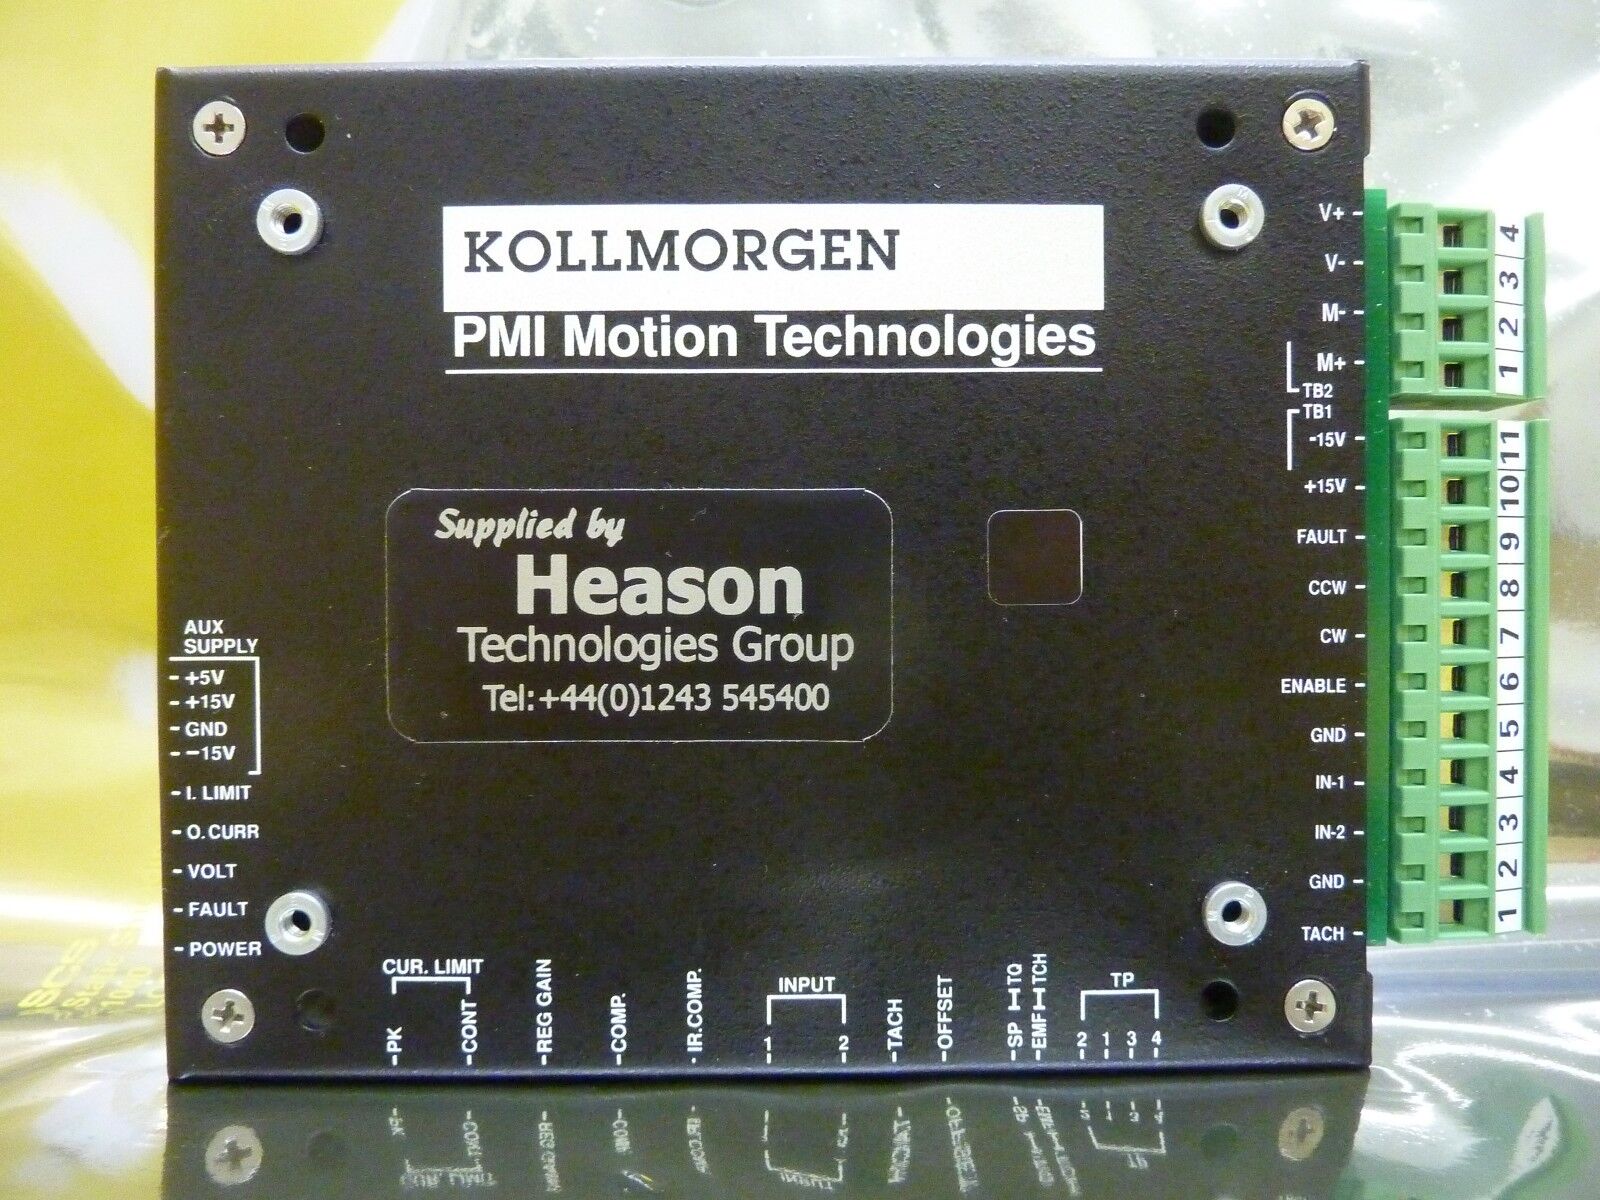 KOLLMORGEN
PMI Motion Technologies
Supplied by
Heason
Technologies Group
Tel:+44(0)1243 545400
AUX
SUPPLY
+5V
+15V
GND
-15V
I. LIMIT
O. CURR
VOLT
FAULT
POWER
CUR. LIMIT
PK
CONT
REG GAIN
COMP.
IR.COMP.
INPUT
1 2
TACH
OFFSET
SP TQ
EMF TCH
TP
2 1 3 4
V+ 4
V- 3
M- 2
M+ 1
TB2
TB1
-15V 11
+15V 10
FAULT 9
CCW 8
CW 7
ENABLE 6
GND 5
IN-1 4
IN-2 3
GND 2
TACH 1